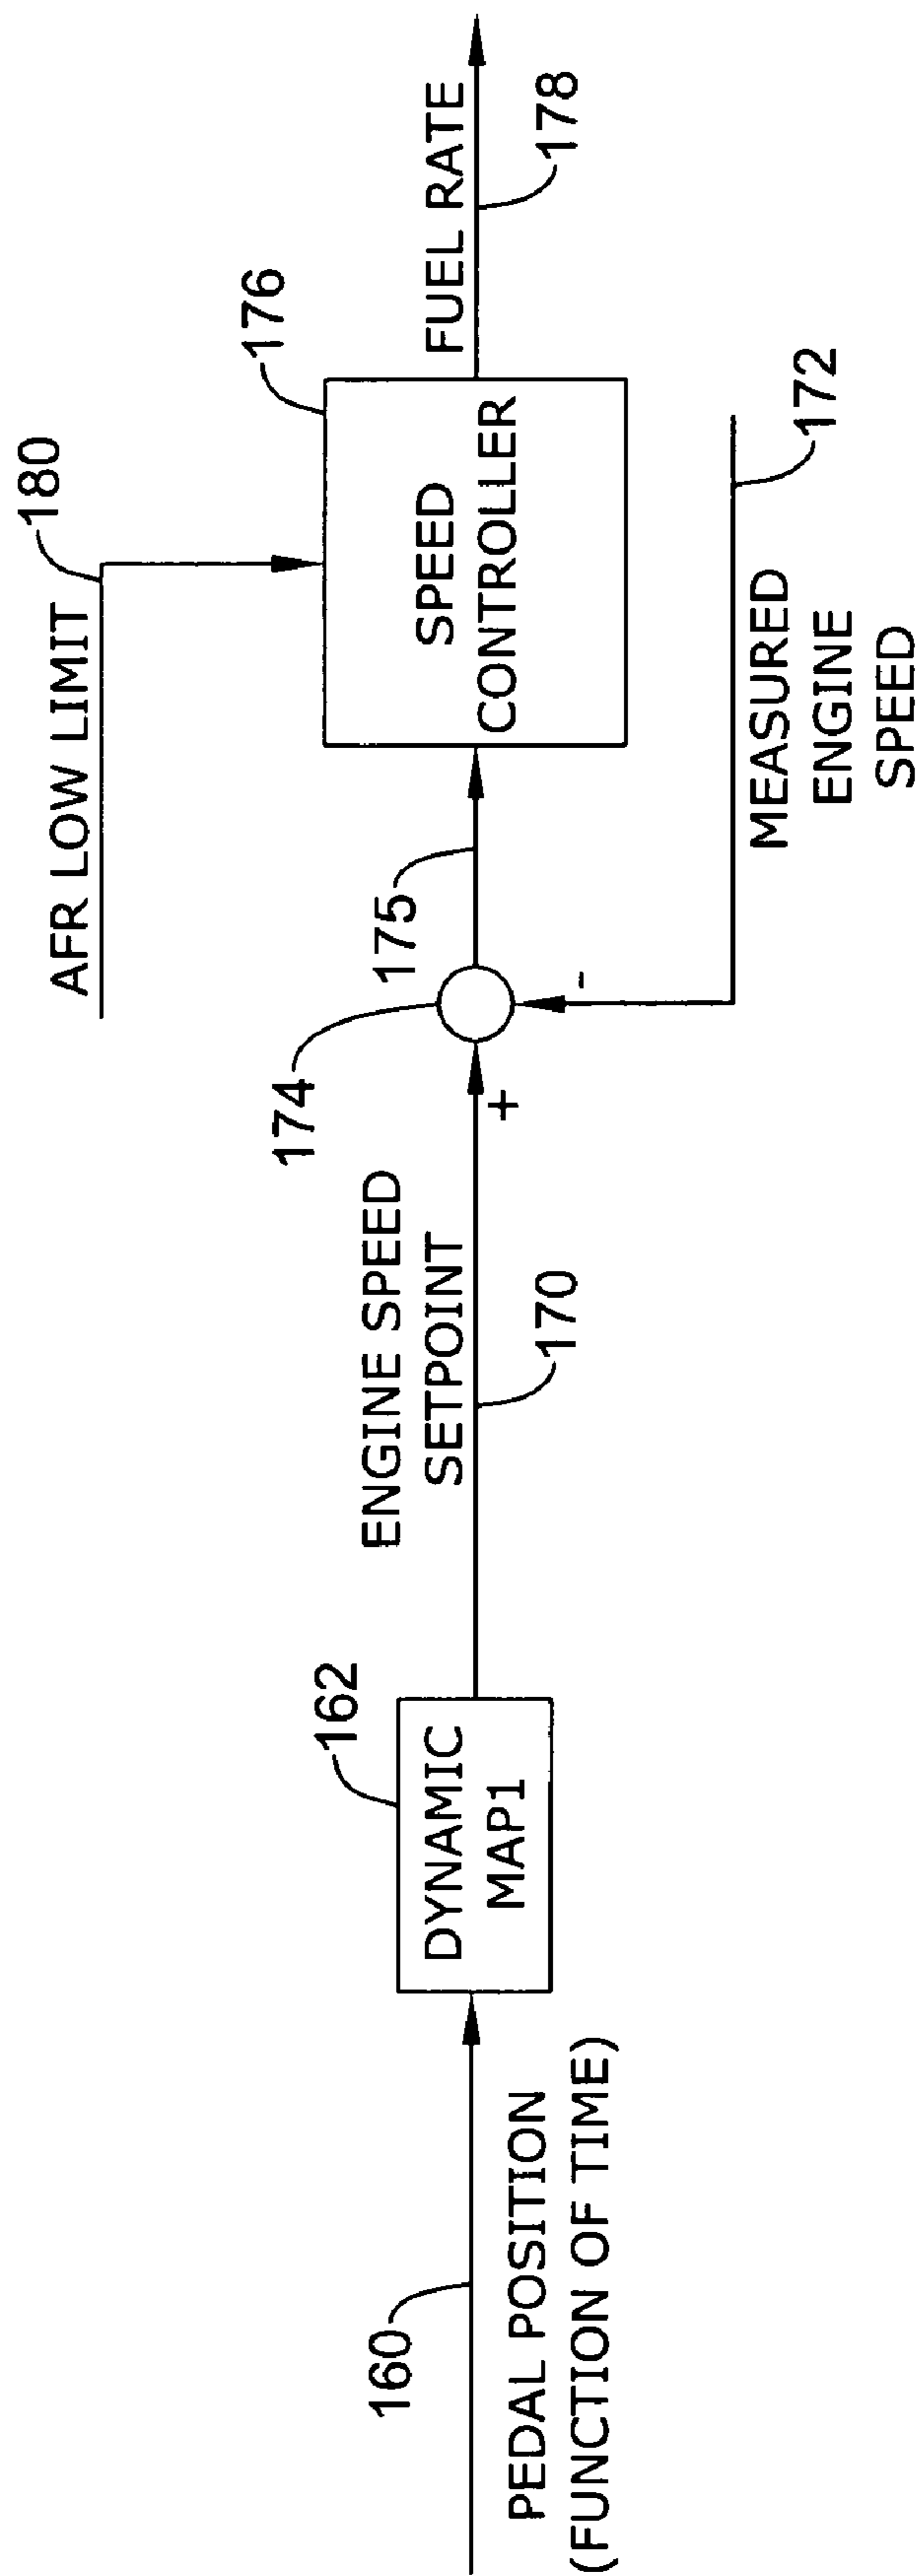 160
PEDAL POSITION
(FUNCTION OF TIME)
162
DYNAMIC
MAP1
ENGINE SPEED
SETPOINT
170
+
-
174
175
AFR LOW LIMIT
180
176
SPEED
CONTROLLER
MEASURED
ENGINE
SPEED
172
FUEL RATE
178